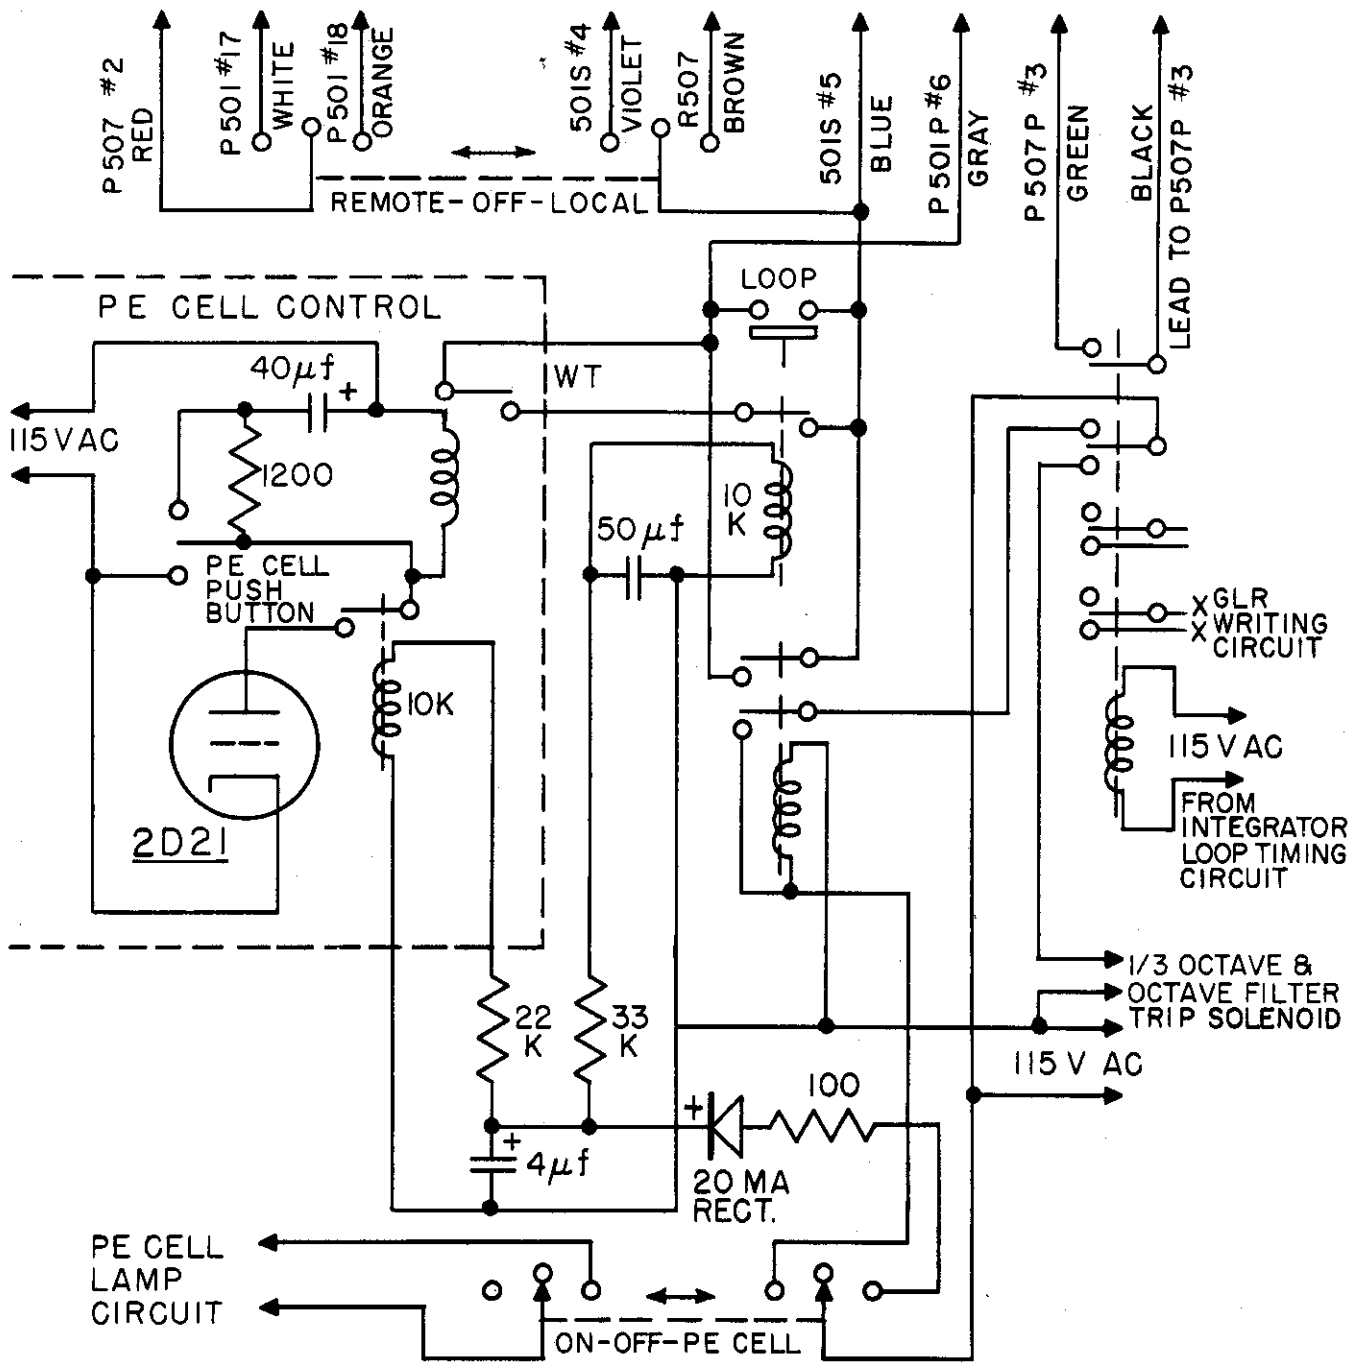 P507 #2
RED
P501 #17
WHITE
P501 #18
ORANGE
501S #4
VIOLET
R507
BROWN
501S #5
BLUE
P501P #6
GRAY
P507P #3
GREEN
BLACK
LEAD TO P507P #3
REMOTE-OFF-LOCAL
PE CELL CONTROL
LOOP
40μf
+
WT
115 V AC
1200
10
K
50μf
PE CELL
PUSH
BUTTON
X GLR
X WRITING
CIRCUIT
10K
115 V AC
2D21
FROM
INTEGRATOR
LOOP TIMING
CIRCUIT
1/3 OCTAVE &
OCTAVE FILTER
TRIP SOLENOID
22
K
33
K
115 V AC
100
+
+
4μf
20 MA
RECT.
PE CELL
LAMP
CIRCUIT
ON-OFF-PE CELL